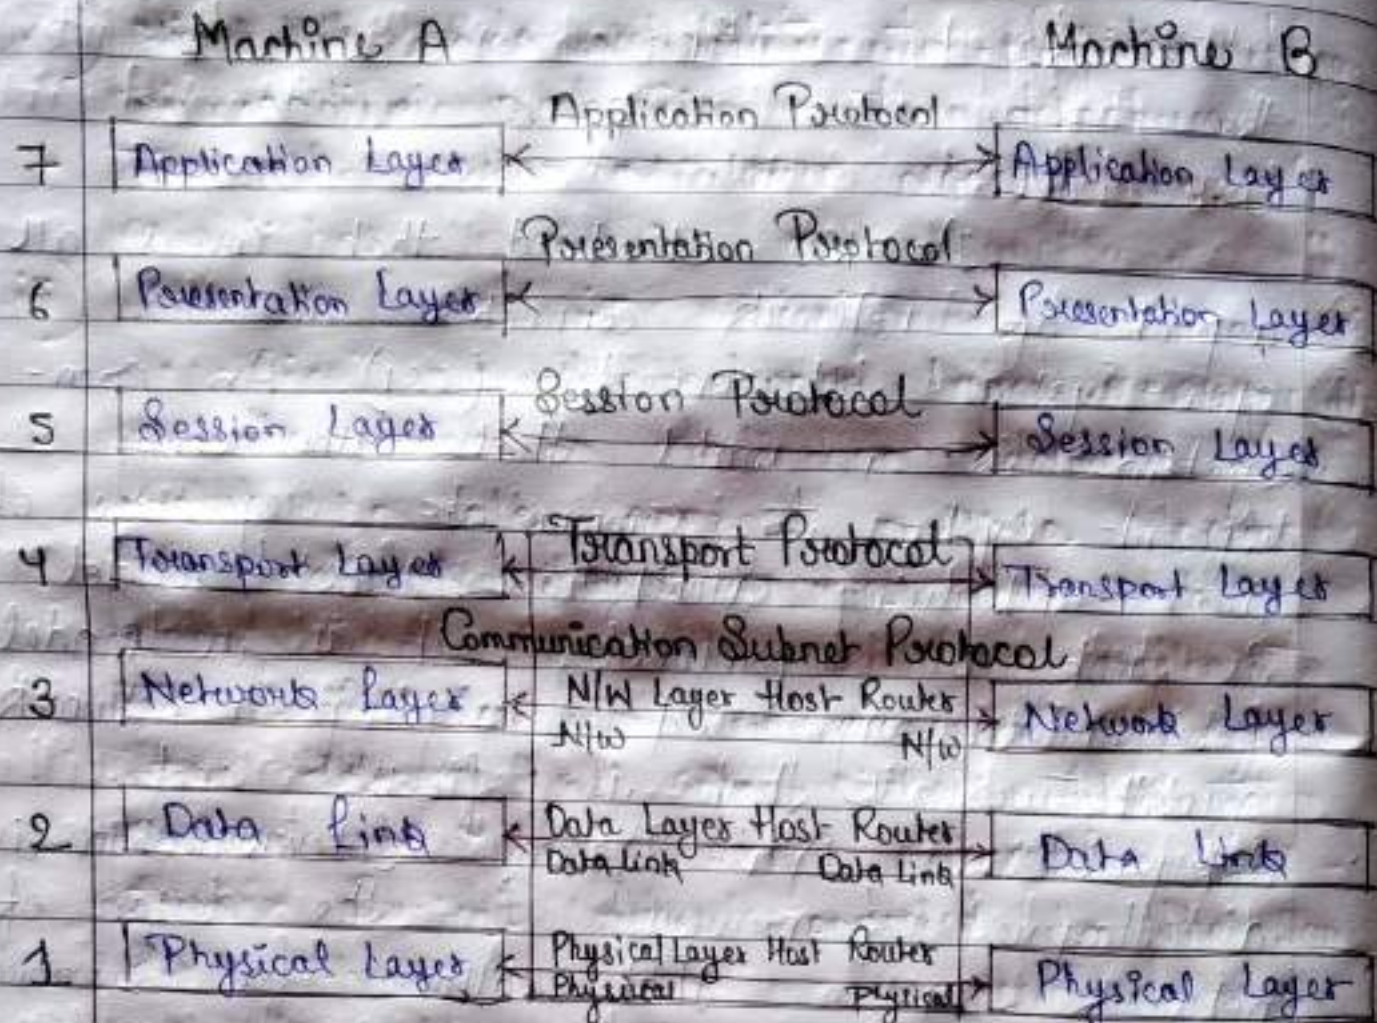 Machine A Machine B
Application Protocol
7 Application Layer Application Layer
Presentation Protocol
6 Presentation Layer Presentation Layer
Session Protocol
5 Session Layer Session Layer
Transport Protocol
4 Transport Layer Transport Layer
Communication Subnet Protocol
3 Network Layer N/W Layer Host Router Network Layer
N/W N/W
2 Data Link Data Layer Host Router Data Link
Data Link Data Link
1 Physical Layer Physical Layer Host Router Physical Layer
Physical Physical